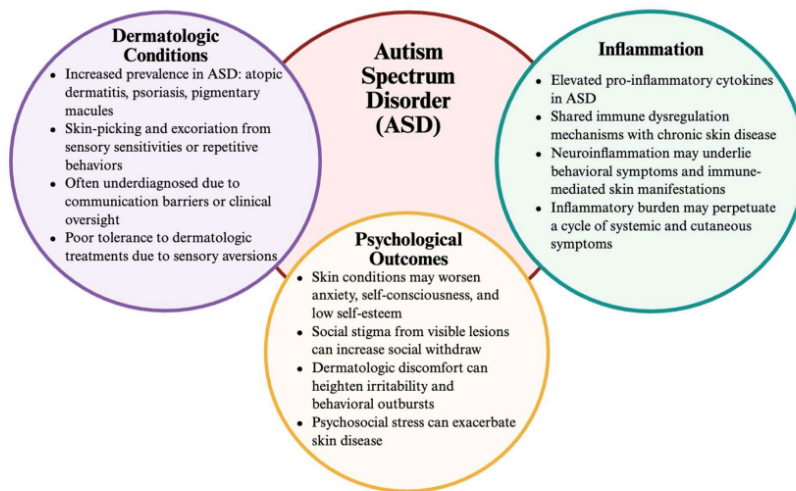 Dermatologic
Conditions
• Increased prevalence in ASD: atopic
dermatitis, psoriasis, pigmentary
macules
• Skin-picking and excoriation from
sensory sensitivities or repetitive
behaviors
• Often underdiagnosed due to
communication barriers or clinical
oversight
• Poor tolerance to dermatologic
treatments due to sensory aversions
Autism
Spectrum
Disorder
(ASD)
Inflammation
• Elevated pro-inflammatory cytokines
in ASD
• Shared immune dysregulation
mechanisms with chronic skin disease
• Neuroinflammation may underlie
behavioral symptoms and immune-
mediated skin manifestations
• Inflammatory burden may perpetuate
a cycle of systemic and cutaneous
symptoms
Psychological
Outcomes
• Skin conditions may worsen
anxiety, self-consciousness, and
low self-esteem
• Social stigma from visible lesions
can increase social withdraw
• Dermatologic discomfort can
heighten irritability and
behavioral outbursts
• Psychosocial stress can exacerbate
skin disease